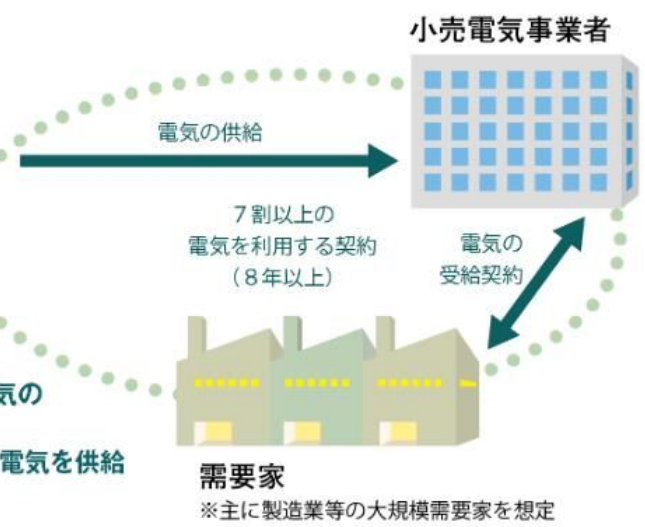 小売電気事業者
電気の供給
7割以上の
電気を利用する契約
（8年以上）
電気の
受給契約
気の
電気を供給
需要家
※主に製造業等の大規模需要家を想定